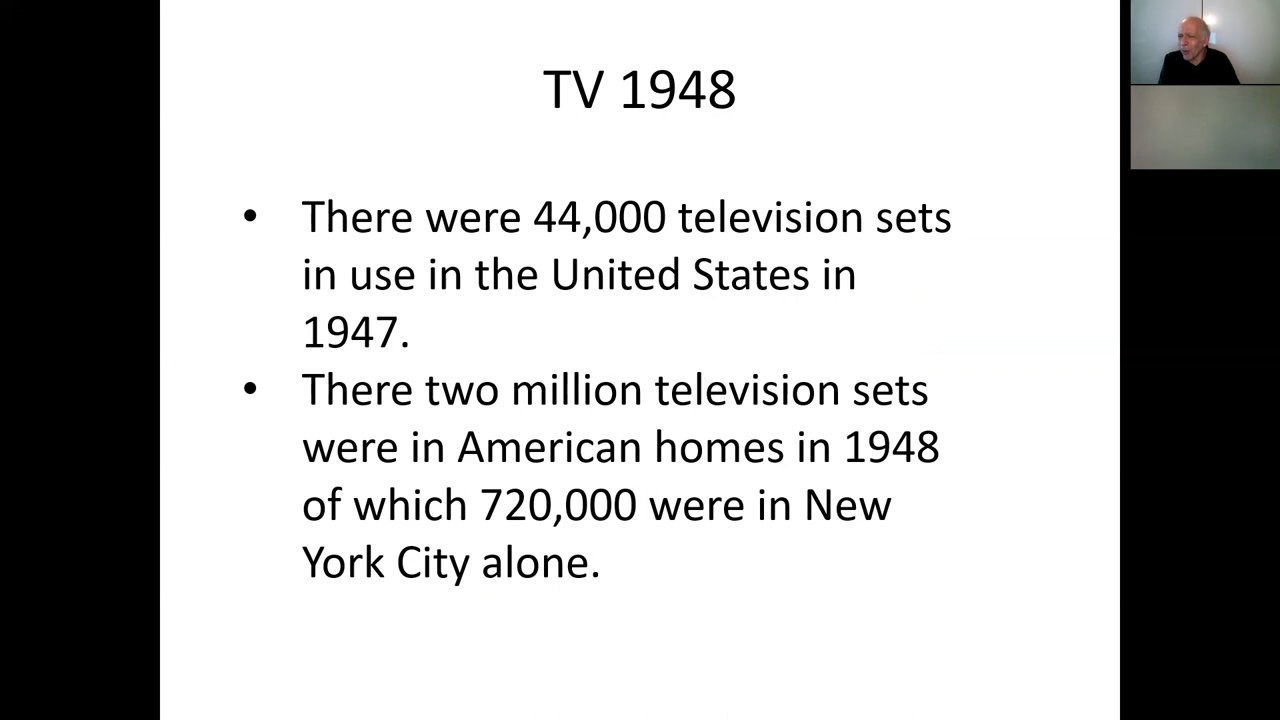 TV 1948
• There were 44,000 television sets
in use in the United States in
1947.
• There two million television sets
were in American homes in 1948
of which 720,000 were in New
York City alone.